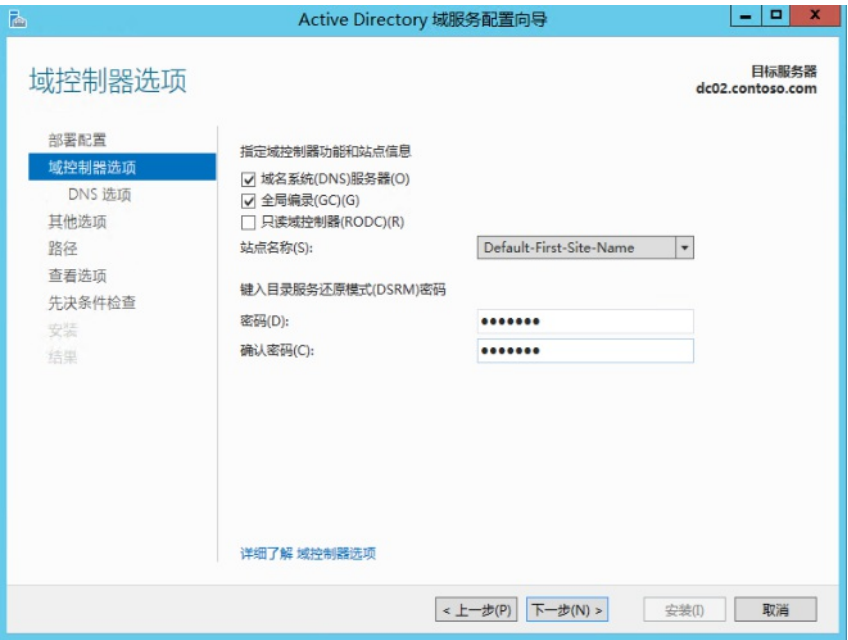 Active Directory 域服务配置向导
域控制器选项
目标服务器
dc02.contoso.com
部署配置
域控制器选项
DNS 选项
其他选项
路径
查看选项
先决条件检查
安装
结果
指定域控制器功能和站点信息
域名系统(DNS)服务器(O)
全局编录(GC)(G)
只读域控制器(RODC)(R)
站点名称(S): Default-First-Site-Name
键入目录服务还原模式(DSRM)密码
密码(D): •••••••
确认密码(C): •••••••
详细了解 域控制器选项
< 上一步(P) 下一步(N) > 安装(I) 取消